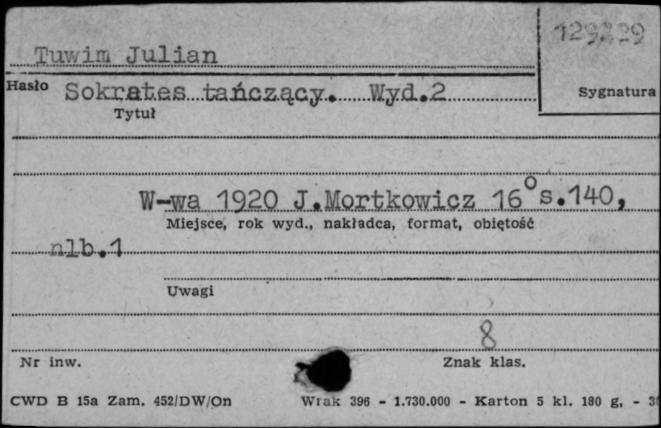 Tuwim Julian
Hasło Sokrates tańczący. Wyd.2 Sygnatura
Tytuł
W-wa 1920 J.Mortkowicz 16° s.140,
Miejsce, rok wyd., nakładca, format, objętość
nlb.1
Uwagi
8
Nr inw. Znak klas.
CWD B 15a Zam. 452/DW/On Wrak 396 - 1.730.000 - Karton 5 kl. 180 g, -